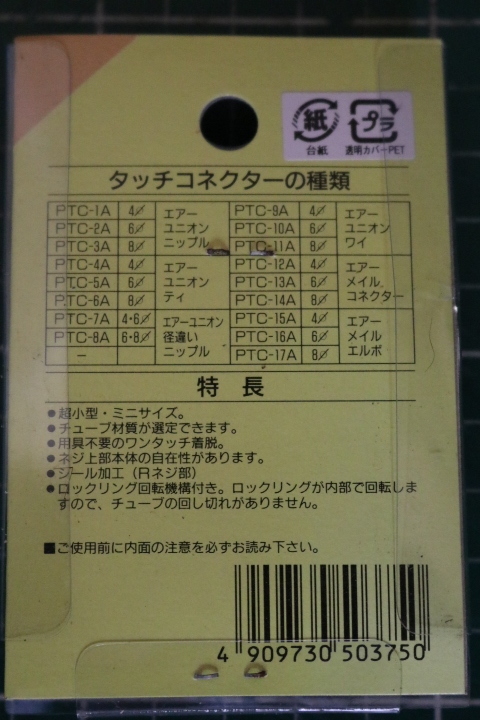 紙 プラ
台紙 透明カバーPET
タッチコネクターの種類
PTC-1A 4∅ エアー PTC-9A 4∅ エアー
PTC-2A 6∅ ユニオン PTC-10A 6∅ ユニオン
PTC-3A 8∅ ニップル PTC-11A 8∅ ワイ
PTC-4A 4∅ エアー PTC-12A 4∅ エアー
PTC-5A 6∅ ユニオン PTC-13A 6∅ メイル
PTC-6A 8∅ ティ PTC-14A 8∅ コネクター
PTC-7A 4・6∅ エアーユニオン PTC-15A 4∅ エアー
PTC-8A 6・8∅ 径違い PTC-16A 6∅ メイル
― ニップル PTC-17A 8∅ エルボ
特 長
●超小型・ミニサイズ。
●チューブ材質が選定できます。
●用具不要のワンタッチ着脱。
●ネジ上部本体の自在性があります。
●シール加工(Rネジ部)
●ロックリング回転機構付き。ロックリングが内部で回転しま
すので、チューブの回し切れがありません。
■ご使用前に内面の注意を必ずお読み下さい。
4 909730 503750